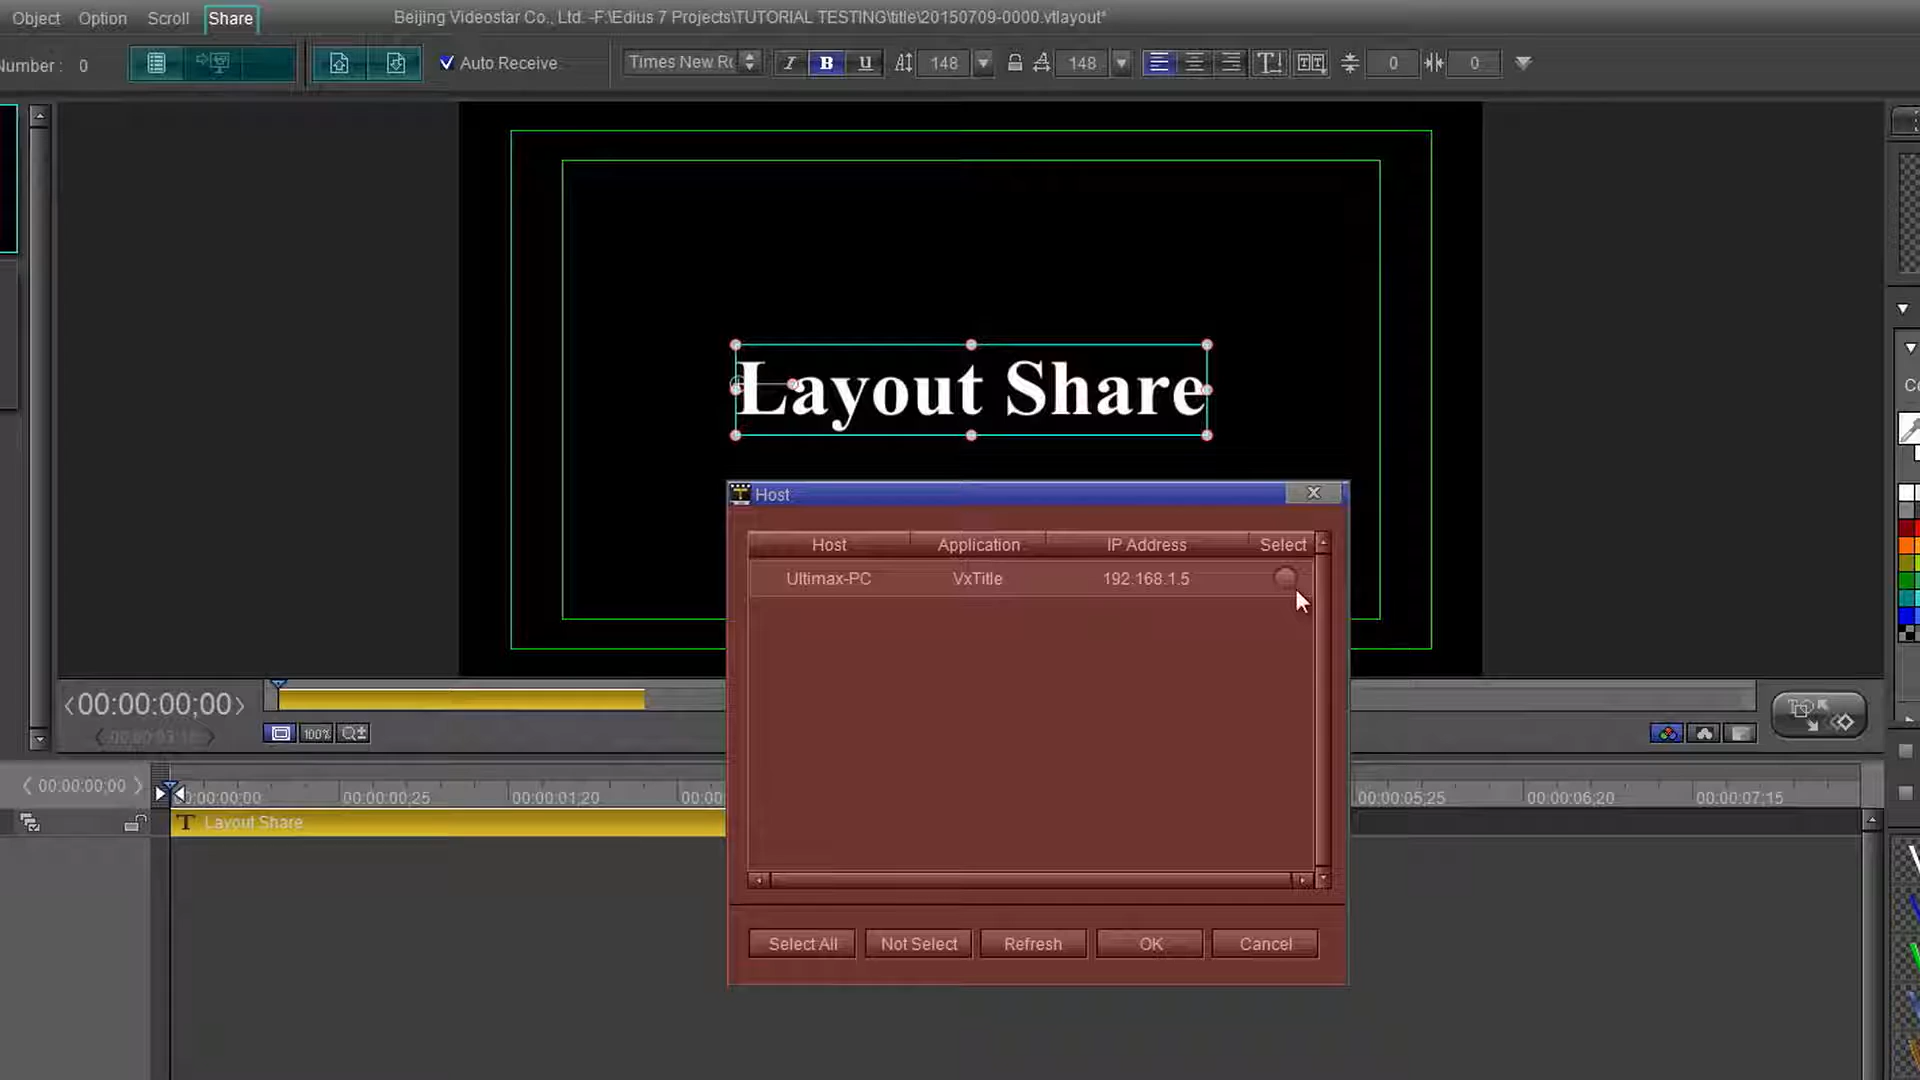 Object Option Scroll Share Beijing Videostar Co., Ltd. -F:\Edius 7 Projects\TUTORIAL TESTING\title\20150709-0000.vtlayout*
Number : 0 Auto Receive Times New Ro I B U 148 148 0 0
Layout Share
Host
Host Application IP Address Select
Ultimax-PC VxTitle 192.168.1.5
00:00:00;00
100%
00:00:00;00 00:00:00;00 00:00:00;25 00:00:01;20 00:00:05;25 00:00:06;20 00:00:07;15
T Layout Share
Select All Not Select Refresh OK Cancel